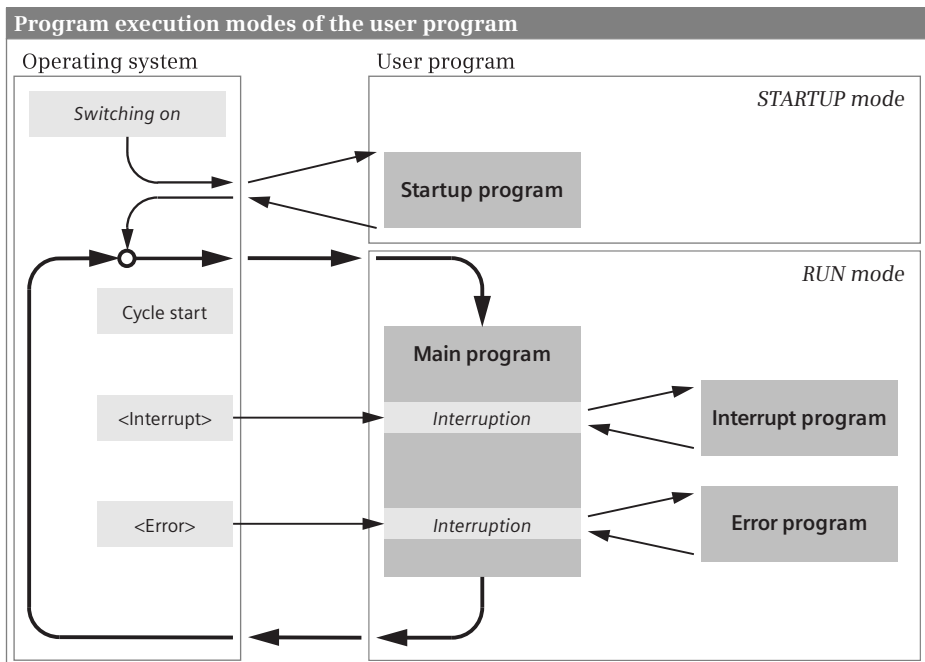 Program execution modes of the user program
Operating system
User program
Switching on
STARTUP mode
Startup program
RUN mode
Cycle start
Main program
<Interrupt>
Interruption
Interrupt program
<Error>
Interruption
Error program